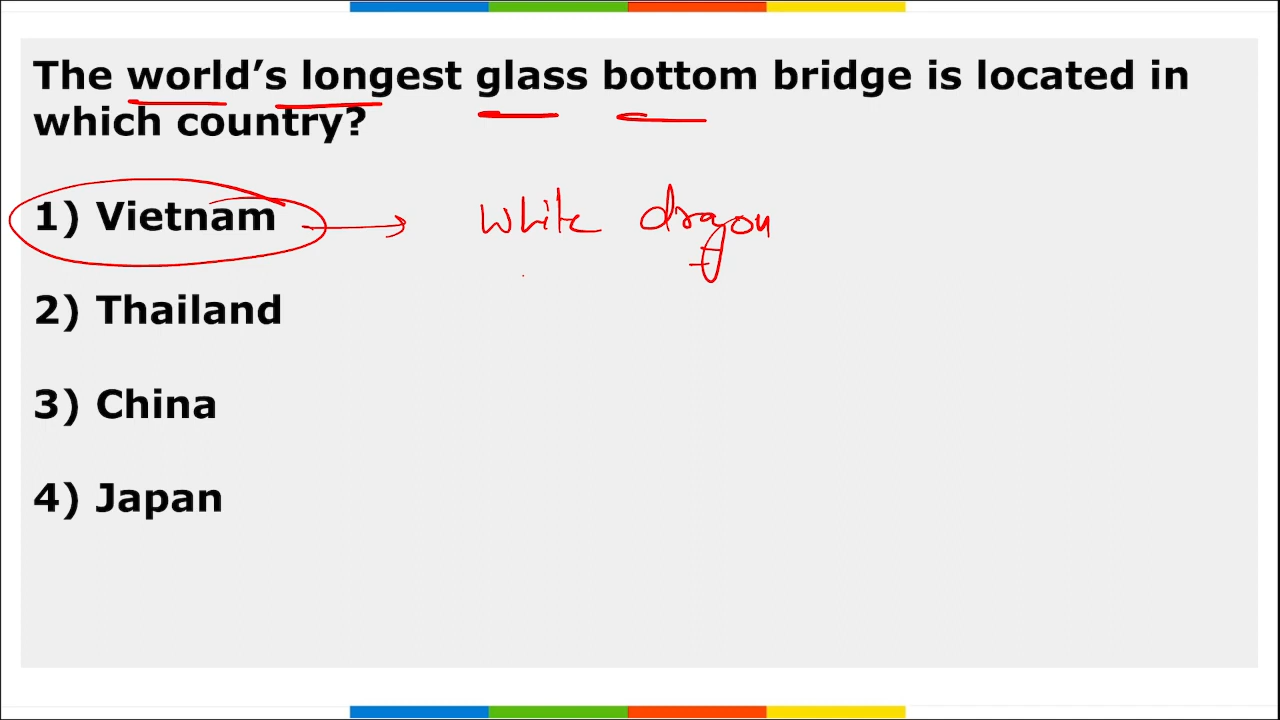 The world’s longest glass bottom bridge is located in
which country?
1) Vietnam → white dragon
2) Thailand
3) China
4) Japan